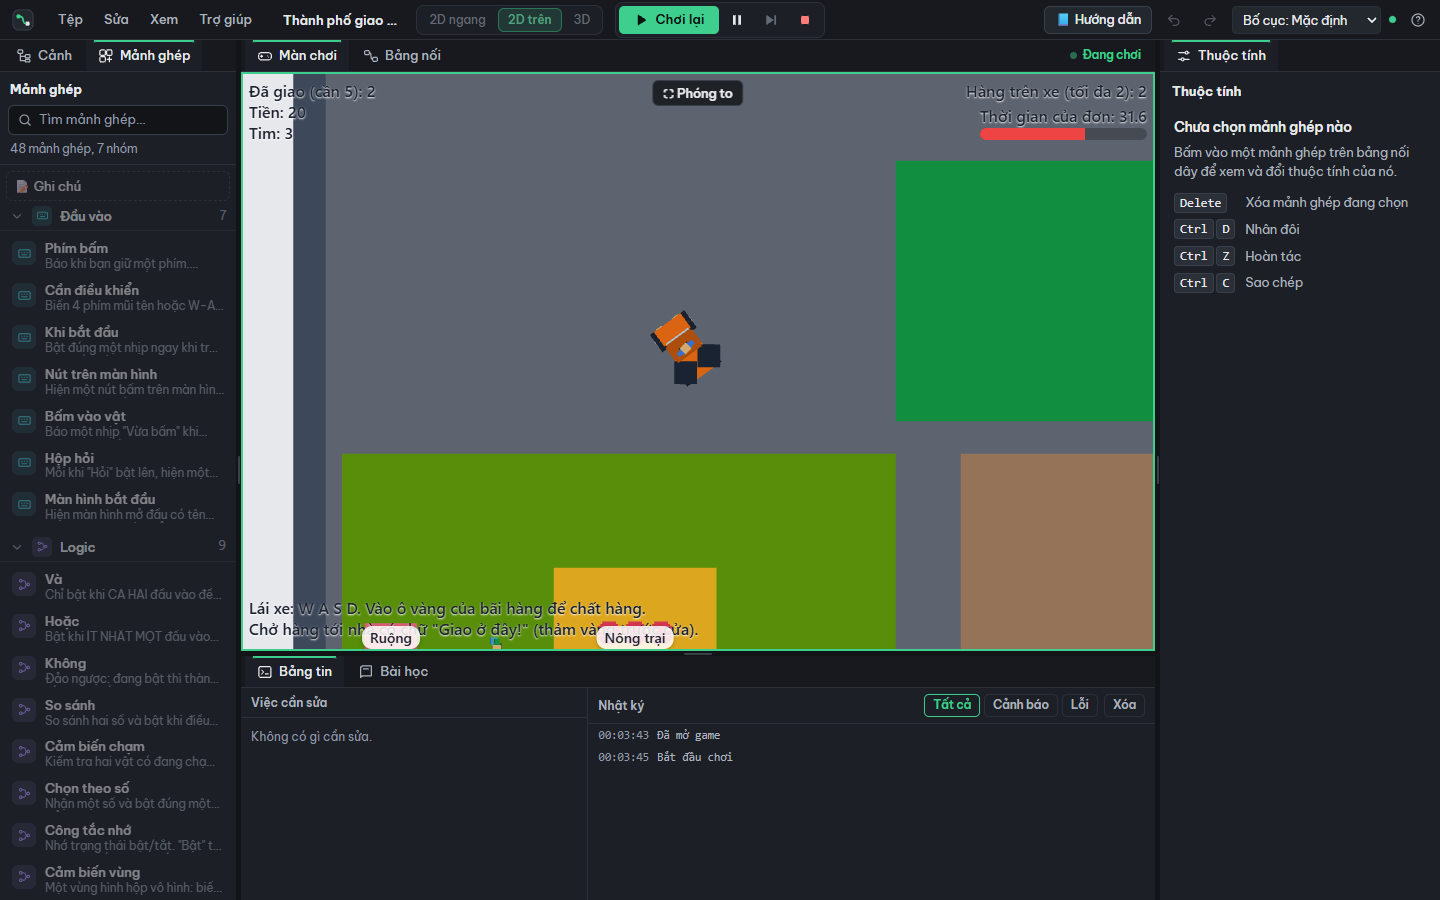 Tệp Sửa Xem Trợ giúp Thành phố giao ... 2D ngang 2D trên 3D Chơi lại Hướng dẫn Bố cục: Mặc định
Cảnh Mảnh ghép
Màn chơi Bảng nối Đang chơi
Thuộc tính
Mảnh ghép
Tìm mảnh ghép...
48 mảnh ghép, 7 nhóm
Ghi chú
Đầu vào 7
Phím bấm
Báo khi bạn giữ một phím....
Cần điều khiển
Biến 4 phím mũi tên hoặc W-A...
Khi bắt đầu
Bật đúng một nhịp ngay khi tr...
Nút trên màn hình
Hiện một nút bấm trên màn hìn...
Bấm vào vật
Báo một nhịp "Vừa bấm" khi...
Hộp hỏi
Mỗi khi "Hỏi" bật lên, hiện một...
Màn hình bắt đầu
Hiện màn hình mở đầu có tên...
Logic 9
Và
Chỉ bật khi CẢ HAI đầu vào đề...
Hoặc
Bật khi ÍT NHẤT MỘT đầu vào...
Không
Đảo ngược: đang bật thì thàn...
So sánh
So sánh hai số và bật khi điều...
Cảm biến chạm
Kiểm tra hai vật có đang chạ...
Chọn theo số
Nhận một số và bật đúng một...
Công tắc nhớ
Nhớ trạng thái bật/tắt. "Bật" t...
Cảm biến vùng
Một vùng hình hộp vô hình: biế...
Đã giao (cần 5): 2
Tiền: 20
Tim: 3
Phóng to
Hàng trên xe (tối đa 2): 2
Thời gian của đơn: 31.6
Lái xe: W A S D. Vào ô vàng của bãi hàng để chất hàng.
Chở hàng tới nhà có chữ "Giao ở đây!" (thảm vàng trước cửa).
Ruộng
Nông trại
Bảng tin Bài học
Việc cần sửa
Không có gì cần sửa.
Nhật ký Tất cả Cảnh báo Lỗi Xóa
00:03:43 Đã mở game
00:03:45 Bắt đầu chơi
Thuộc tính
Chưa chọn mảnh ghép nào
Bấm vào một mảnh ghép trên bảng nối
dây để xem và đổi thuộc tính của nó.
Delete Xóa mảnh ghép đang chọn
Ctrl D Nhân đôi
Ctrl Z Hoàn tác
Ctrl C Sao chép